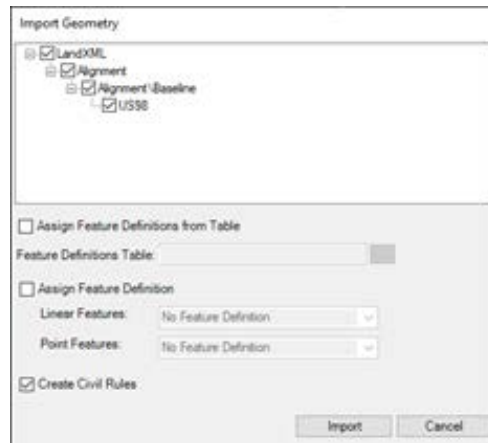 Import Geometry
LandXML
Alignment
Alignment\Baseline
US98
Assign Feature Definitions from Table
Feature Definitions Table:
Assign Feature Definition
Linear Features: No Feature Definition
Point Features: No Feature Definition
Create Civil Rules
Import Cancel